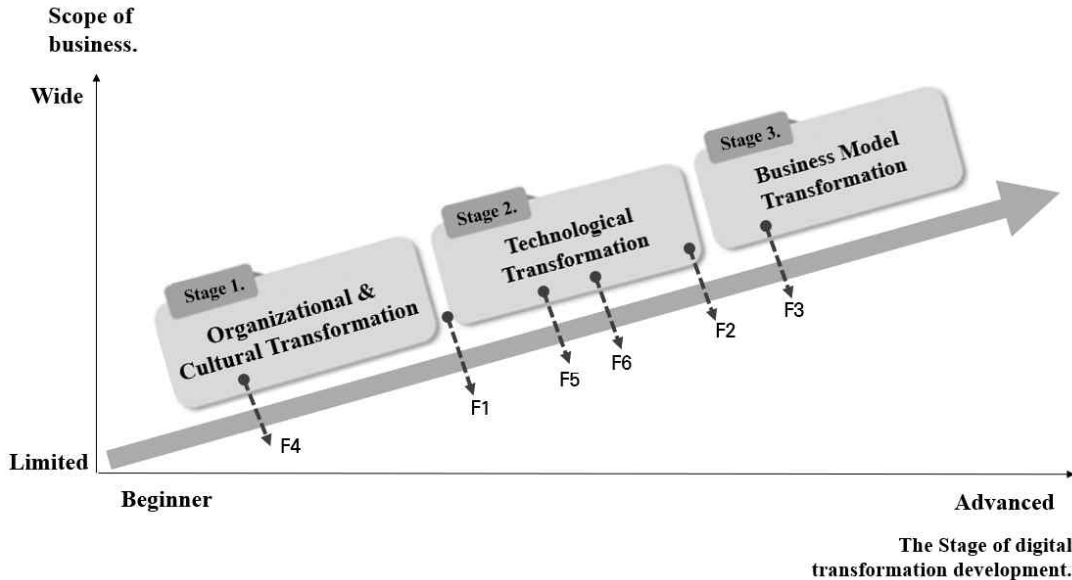 Scope of
business.
Wide
Stage 3.
Business Model
Transformation
Stage 2.
Technological
Transformation
Stage 1.
Organizational &
Cultural Transformation
F3
F2
F6
F5
F1
F4
Limited
Beginner
Advanced
The Stage of digital
transformation development.